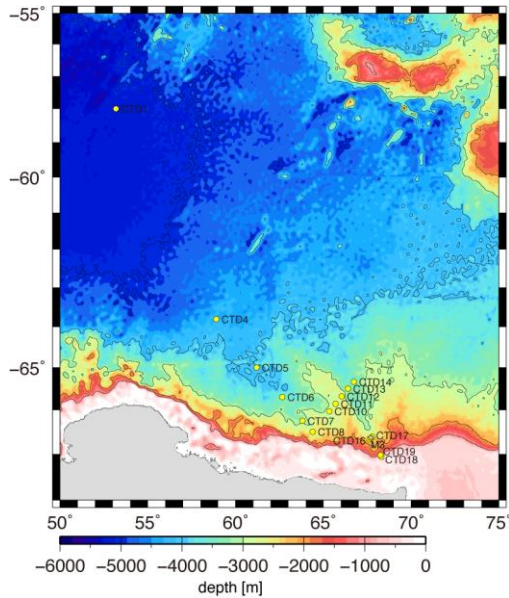 −55°
−60°
−65°
CTD4
CTD5
CTD14
CTD13
CTD12
CTD6
CTD11
CTD10
CTD7
CTD8
CTD17
CTD16
M3
CTD19
CTD18
50°
55°
60°
65°
70°
75°
−6000
−5000
−4000
−3000
−2000
−1000
0
depth [m]